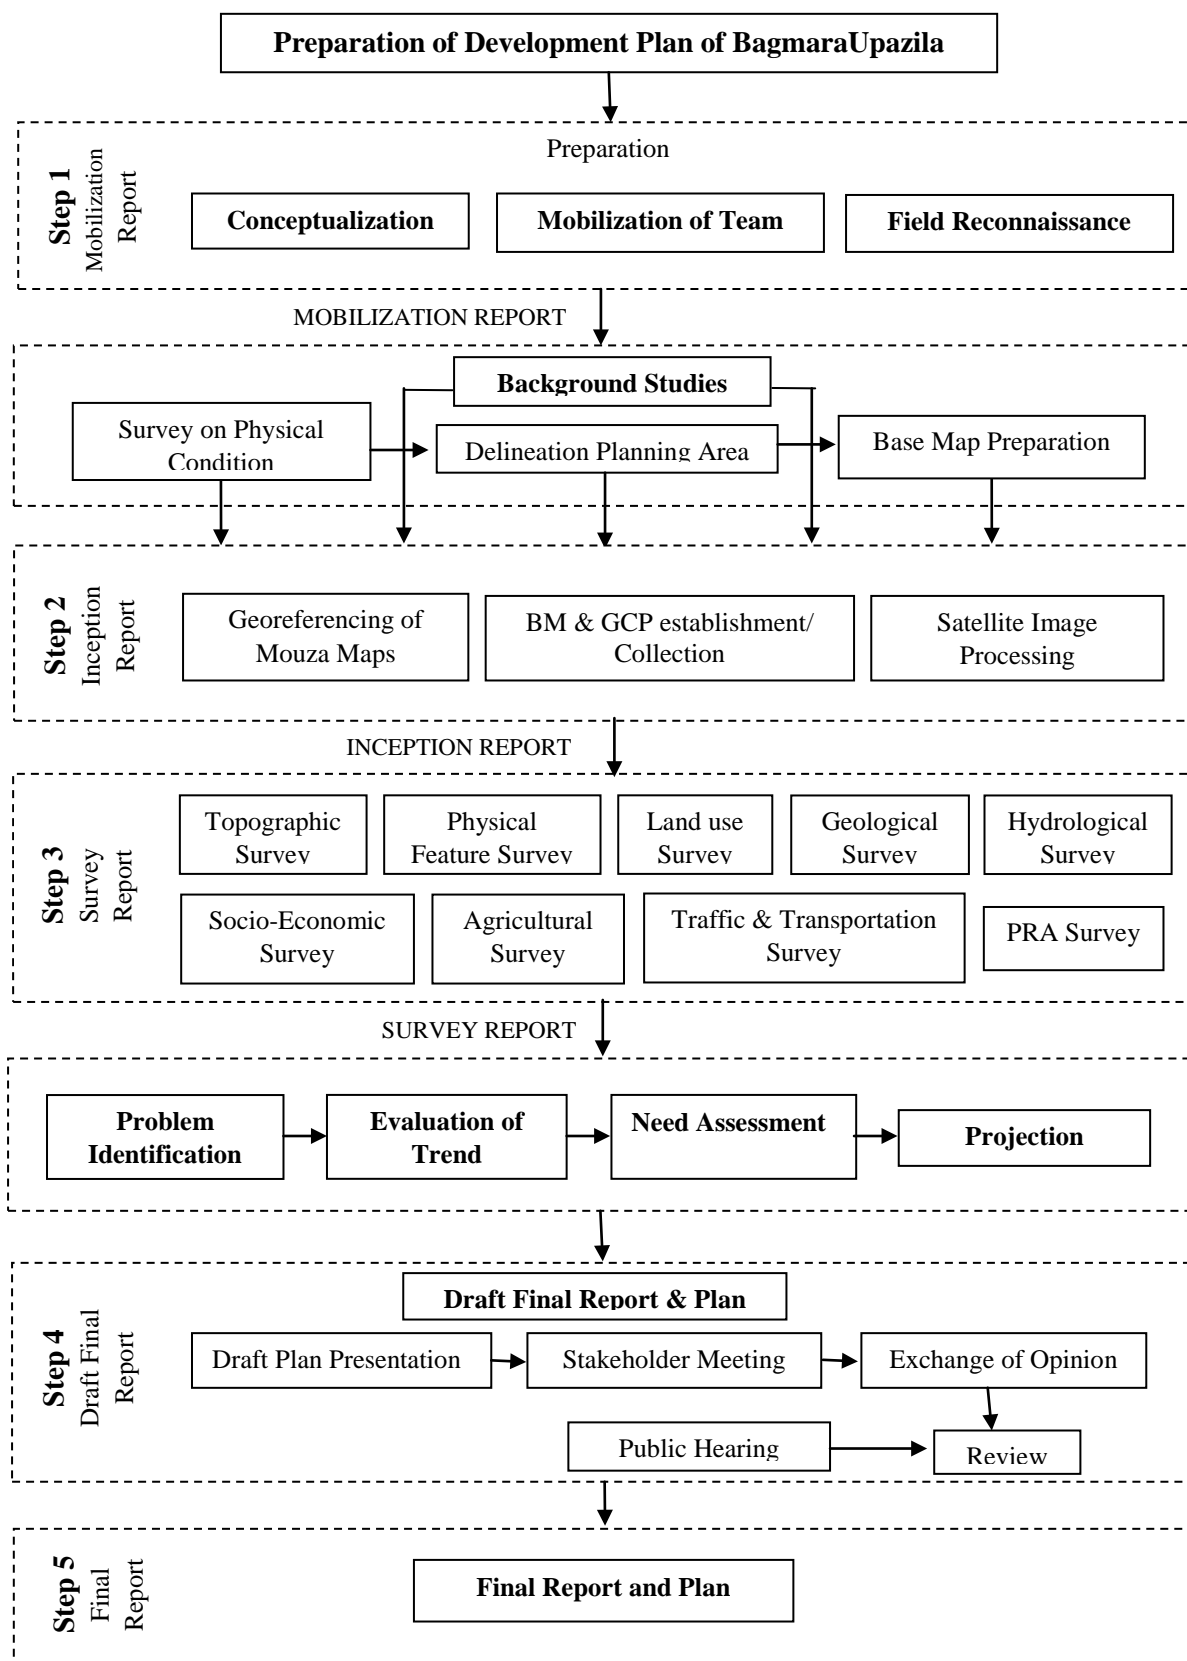 Preparation of Development Plan of BagmaraUpazila
Step 1
Mobilization
Report
Preparation
Conceptualization
Mobilization of Team
Field Reconnaissance
MOBILIZATION REPORT
Background Studies
Survey on Physical
Condition
Delineation Planning Area
Base Map Preparation
Step 2
Inception
Report
Georeferencing of
Mouza Maps
BM & GCP establishment/
Collection
Satellite Image
Processing
INCEPTION REPORT
Step 3
Survey
Report
Topographic
Survey
Physical
Feature Survey
Land use
Survey
Geological
Survey
Hydrological
Survey
Socio-Economic
Survey
Agricultural
Survey
Traffic & Transportation
Survey
PRA Survey
SURVEY REPORT
Problem
Identification
Evaluation of
Trend
Need Assessment
Projection
Step 4
Draft Final
Report
Draft Final Report & Plan
Draft Plan Presentation
Stakeholder Meeting
Exchange of Opinion
Public Hearing
Review
Step 5
Final
Report
Final Report and Plan